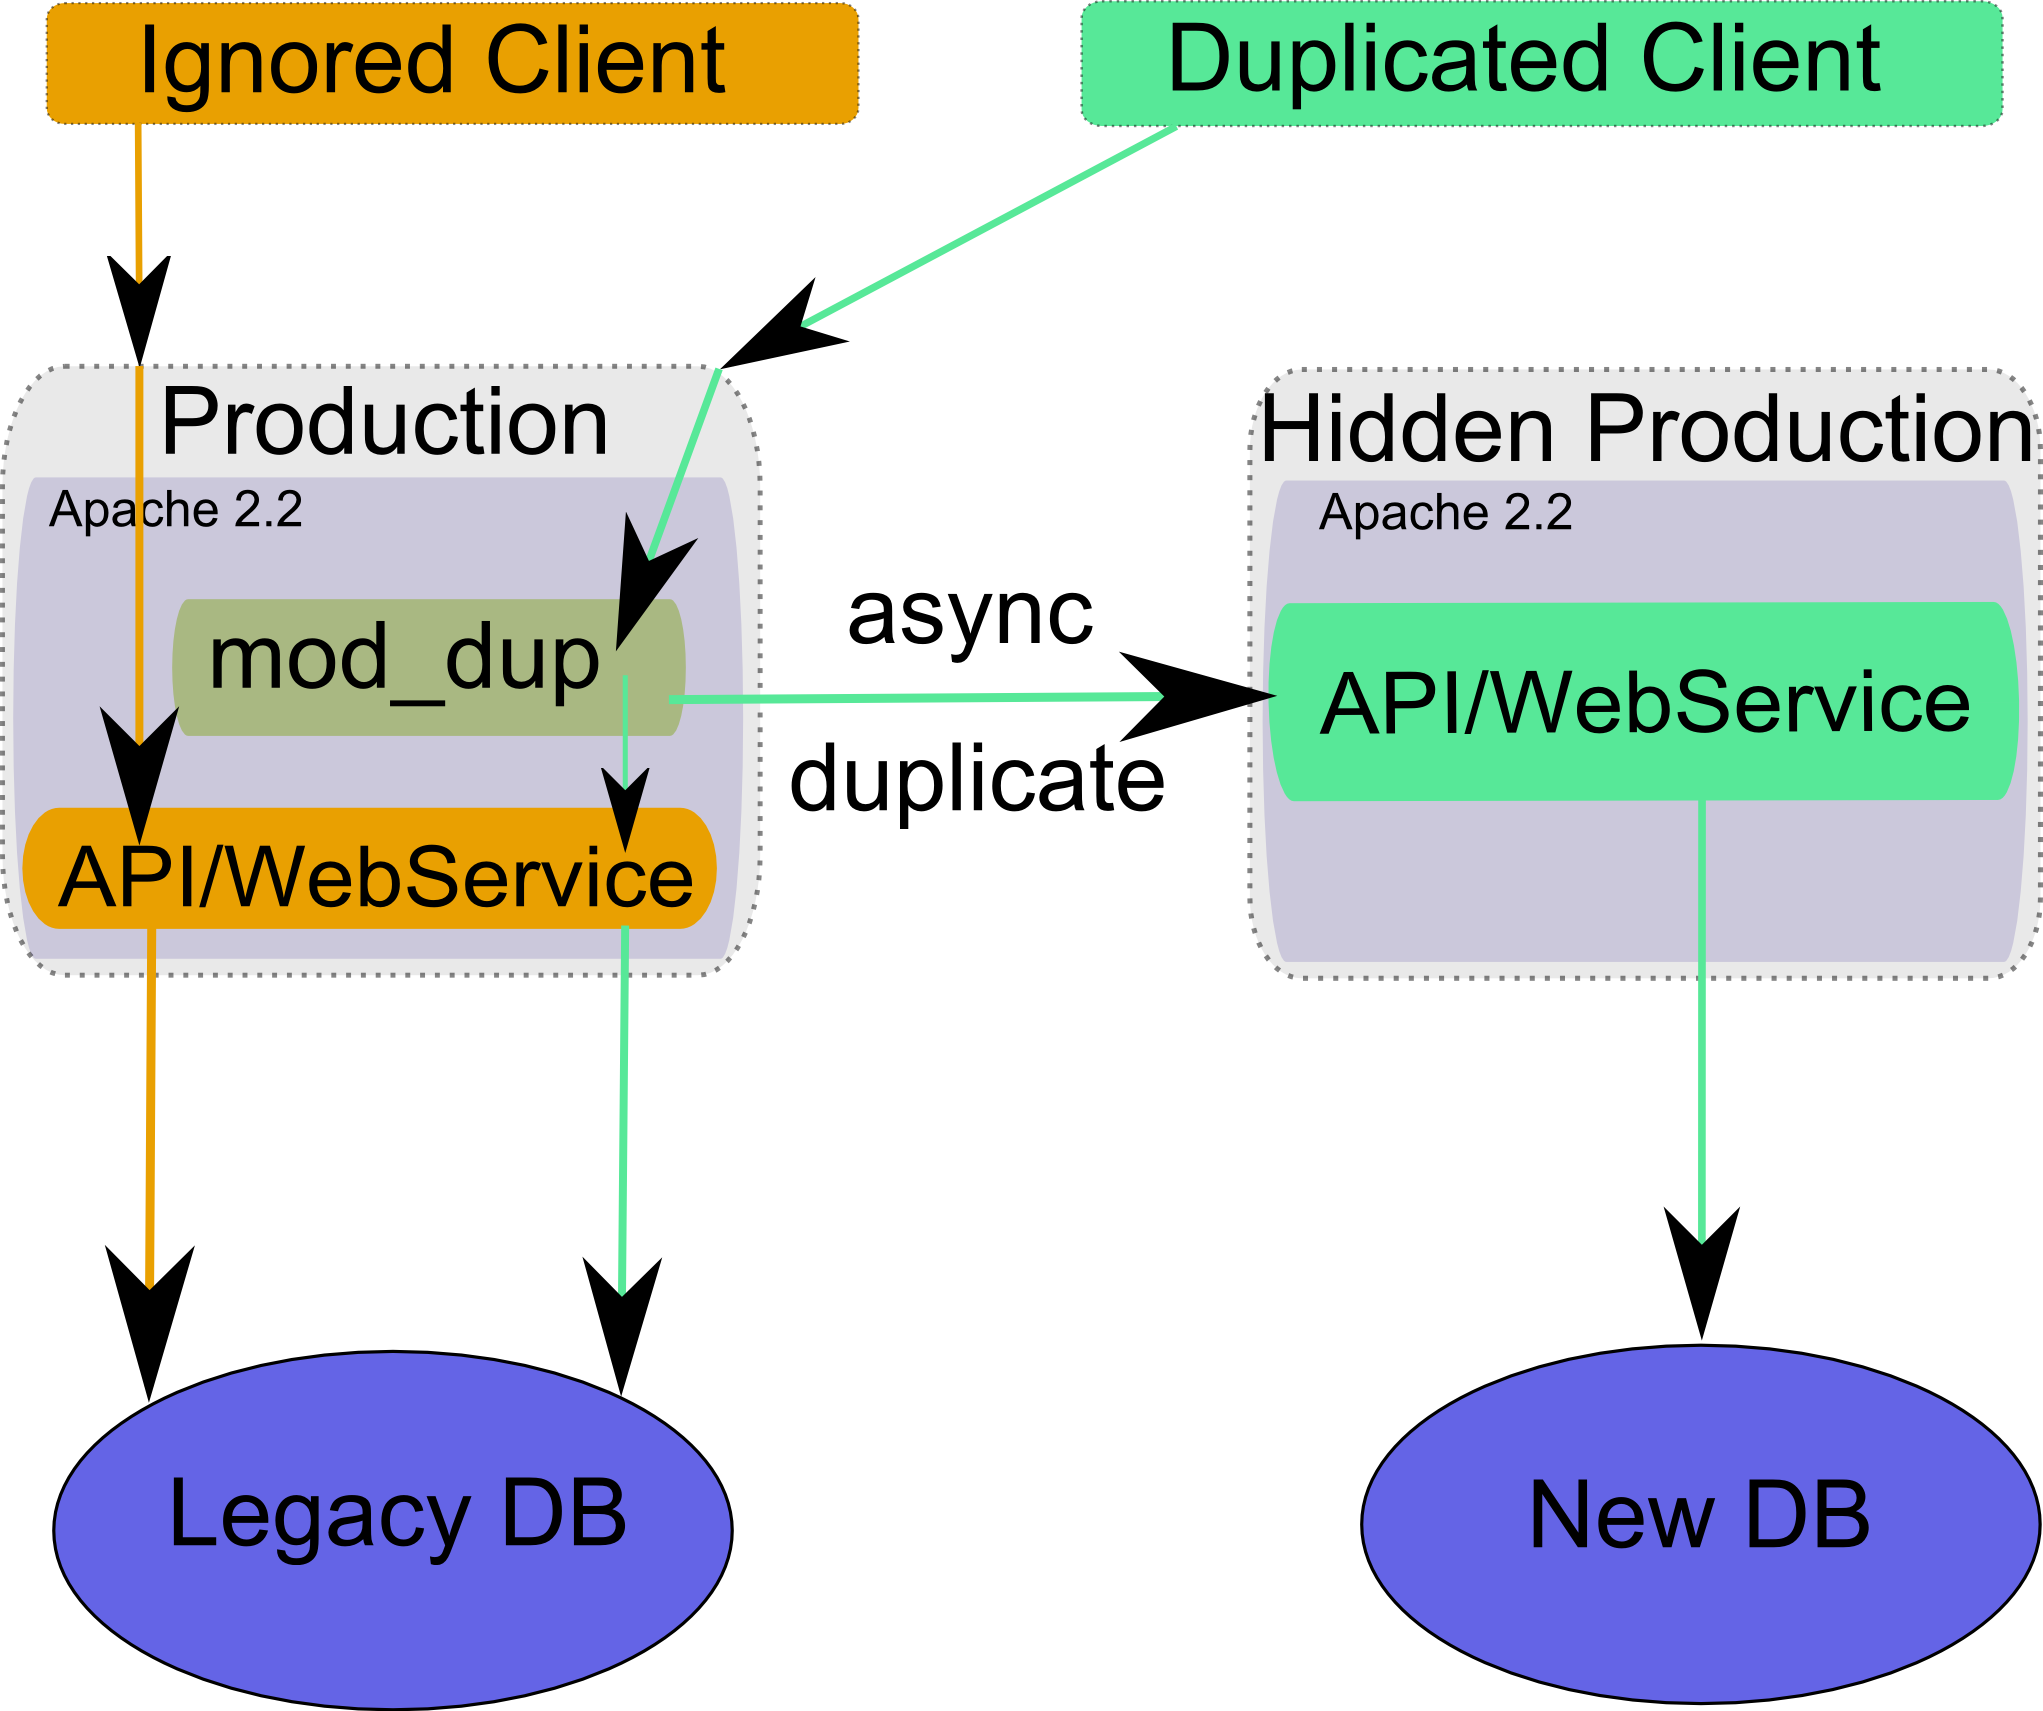 Ignored Client
Duplicated Client
Production
Apache 2.2
mod_dup
API/WebService
async
duplicate
Hidden Production
Apache 2.2
API/WebService
Legacy DB
New DB